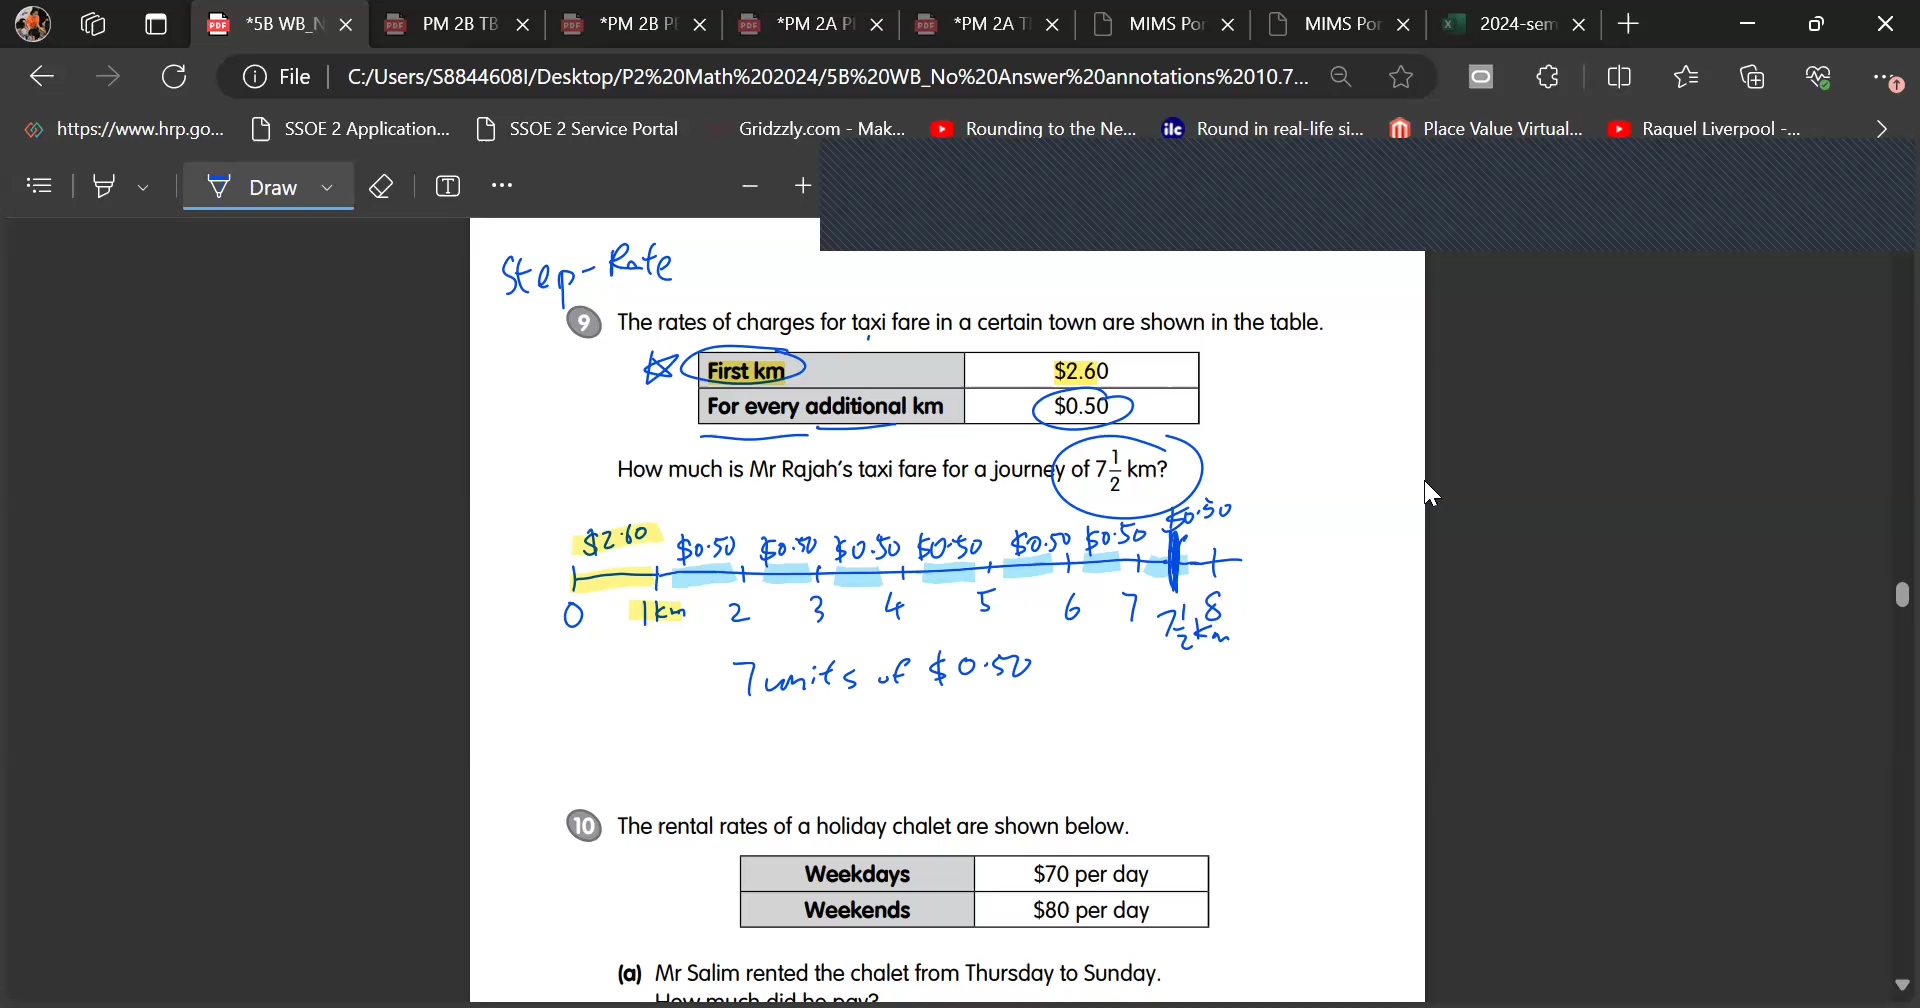 *5B WB_N
PM 2B TB
*PM 2B P
*PM 2A P
*PM 2A T
MIMS Por
MIMS Por
2024-sem
File
C:/Users/S8844608I/Desktop/P2%20Math%202024/5B%20WB_No%20Answer%20annotations%2010.7...
https://www.hrp.go...
SSOE 2 Application...
SSOE 2 Service Portal
Gridzzly.com - Mak...
Rounding to the Ne...
ilc
Round in real-life si...
Place Value Virtual...
Raquel Liverpool -...
Draw
Step-Rate
9 The rates of charges for taxi fare in a certain town are shown in the table.
First km $2.60
For every additional km $0.50
How much is Mr Rajah's taxi fare for a journey of 7 1/2 km?
$2.60 $0.50 $0.50 $0.50 $0.50 $0.50 $0.50 $0.50
0 1km 2 3 4 5 6 7 7 1/2 km 8
7 units of $0.50
10 The rental rates of a holiday chalet are shown below.
Weekdays $70 per day
Weekends $80 per day
(a) Mr Salim rented the chalet from Thursday to Sunday.
How much did he pay?